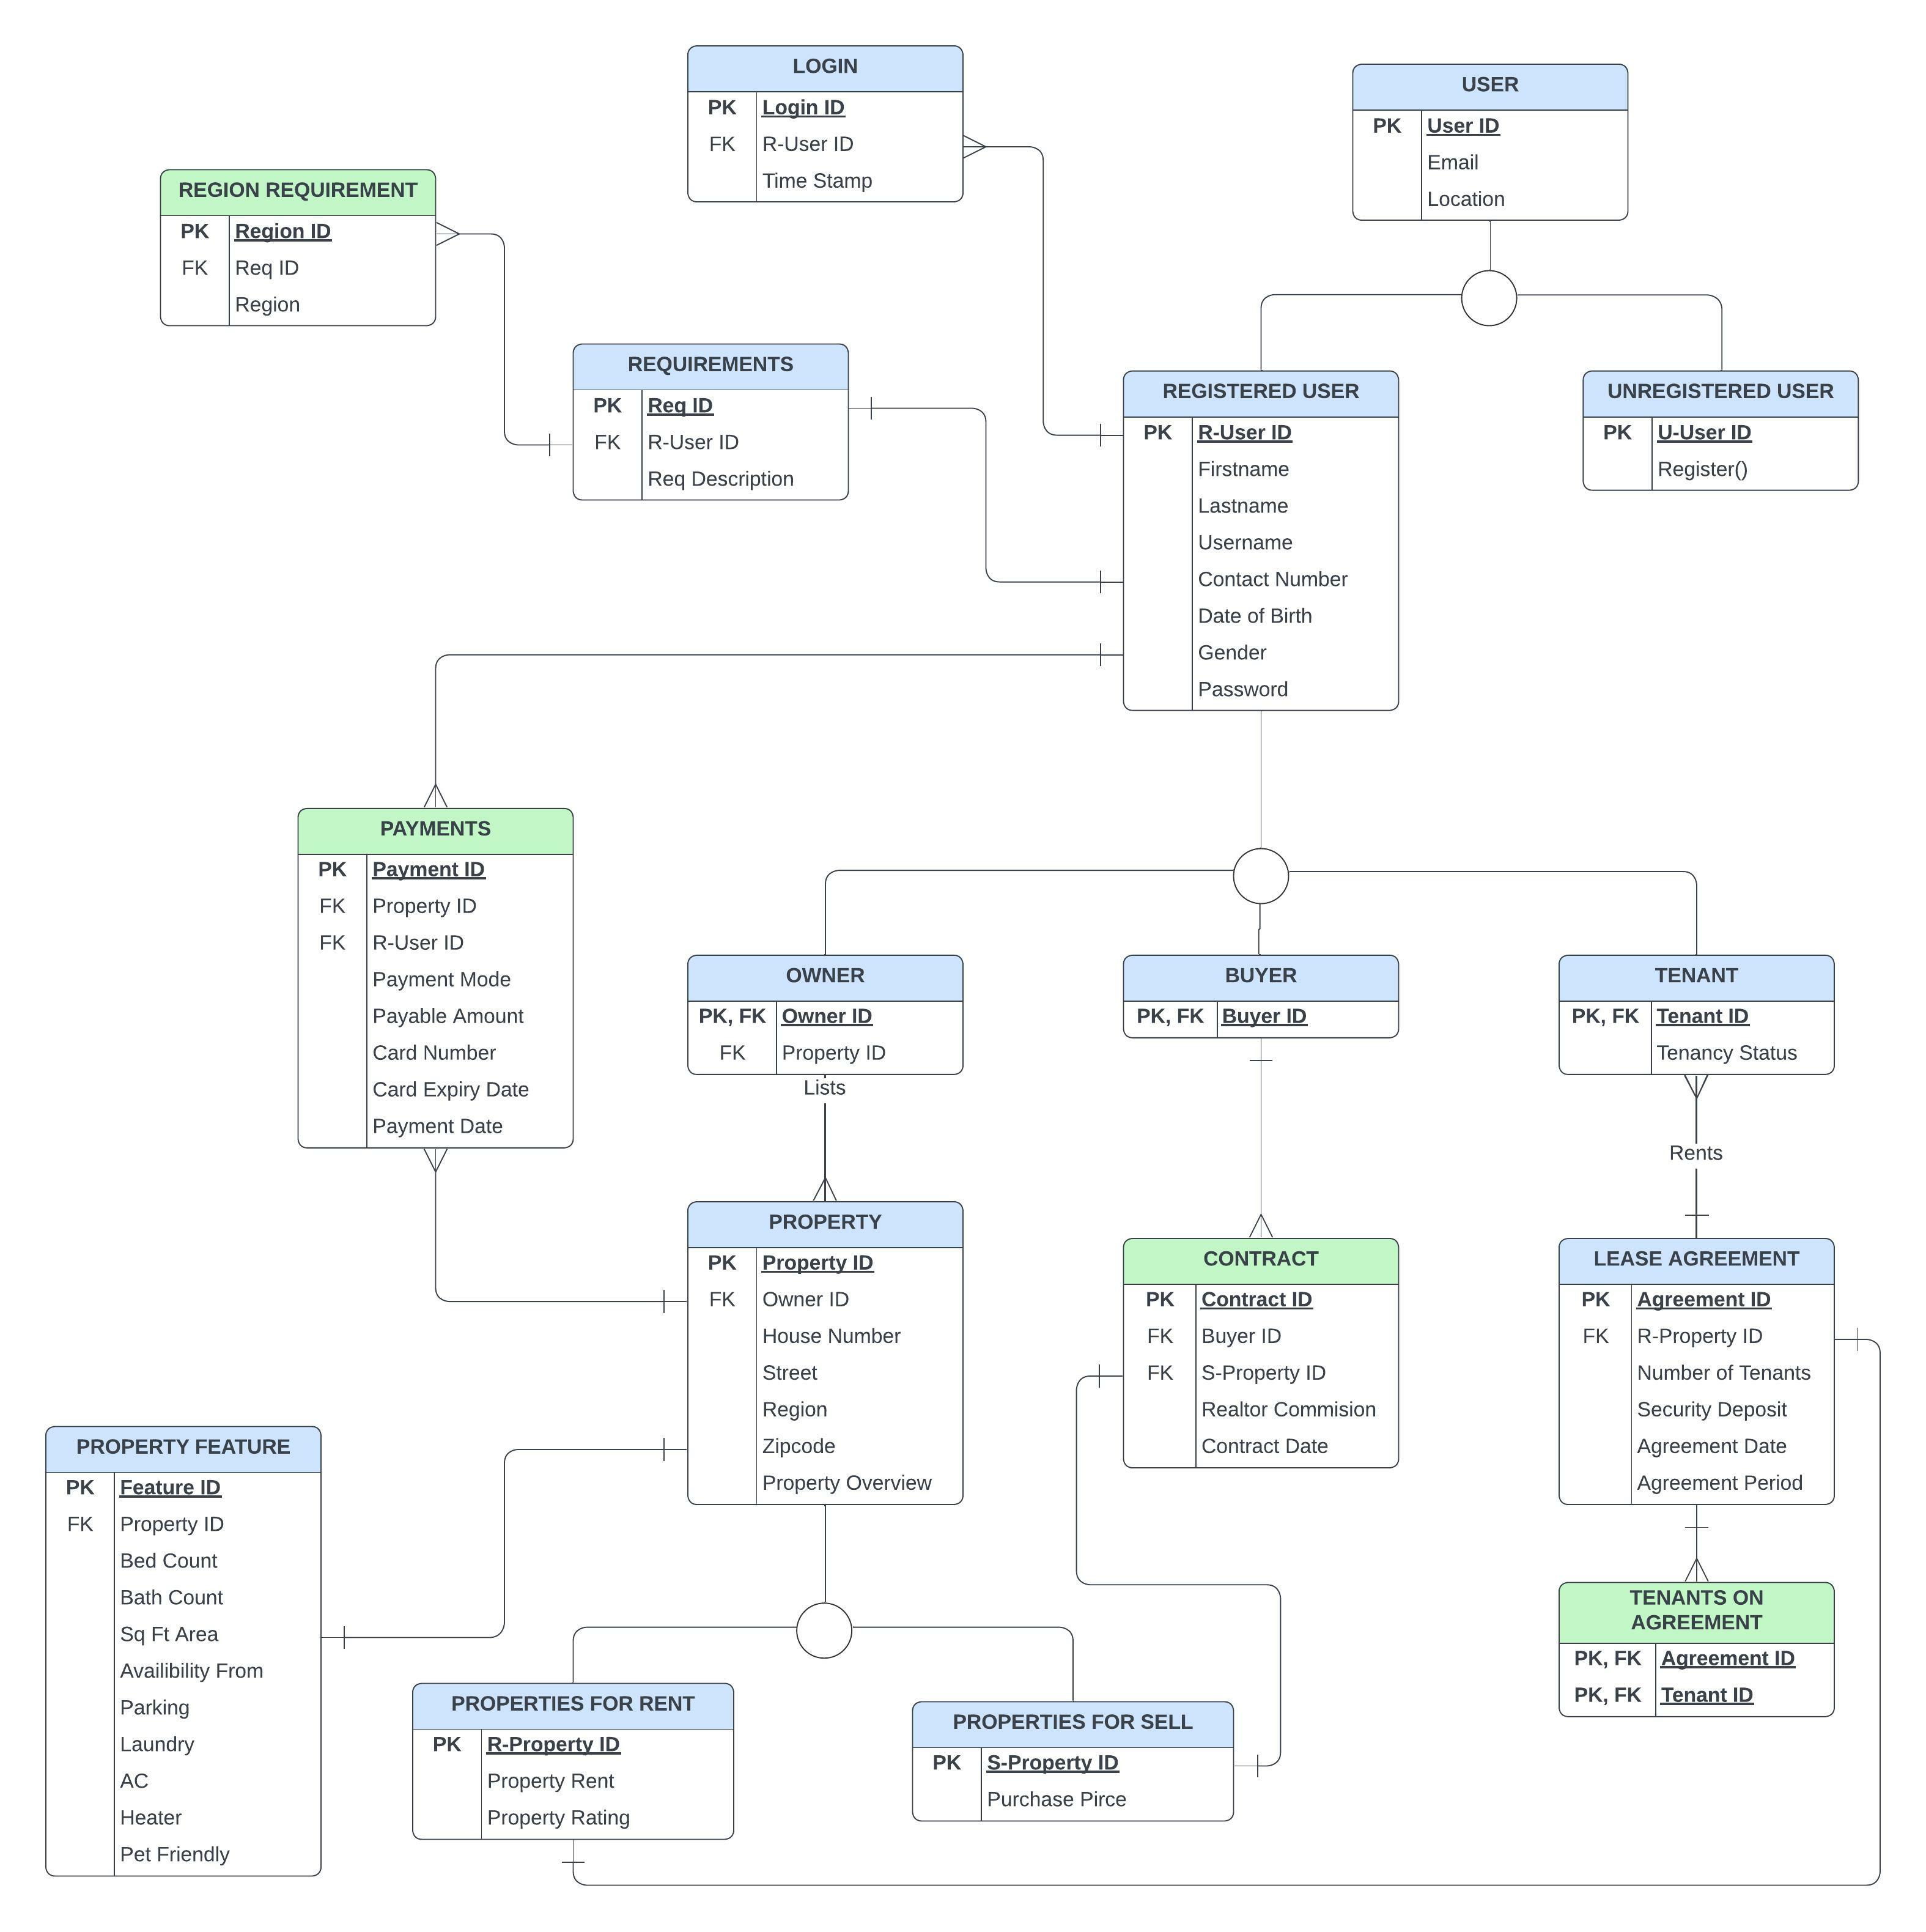 LOGIN
PK Login ID
FK R-User ID
Time Stamp
USER
PK User ID
Email
Location
REGION REQUIREMENT
PK Region ID
FK Req ID
Region
REQUIREMENTS
PK Req ID
FK R-User ID
Req Description
REGISTERED USER
PK R-User ID
Firstname
Lastname
Username
Contact Number
Date of Birth
Gender
Password
UNREGISTERED USER
PK U-User ID
Register()
PAYMENTS
PK Payment ID
FK Property ID
FK R-User ID
Payment Mode
Payable Amount
Card Number
Card Expiry Date
Payment Date
OWNER
PK, FK Owner ID
FK Property ID
Lists
BUYER
PK, FK Buyer ID
TENANT
PK, FK Tenant ID
Tenancy Status
Rents
PROPERTY
PK Property ID
FK Owner ID
House Number
Street
Region
Zipcode
Property Overview
CONTRACT
PK Contract ID
FK Buyer ID
FK S-Property ID
Realtor Commision
Contract Date
LEASE AGREEMENT
PK Agreement ID
FK R-Property ID
Number of Tenants
Security Deposit
Agreement Date
Agreement Period
PROPERTY FEATURE
PK Feature ID
FK Property ID
Bed Count
Bath Count
Sq Ft Area
Availibility From
Parking
Laundry
AC
Heater
Pet Friendly
TENANTS ON
AGREEMENT
PK, FK Agreement ID
PK, FK Tenant ID
PROPERTIES FOR RENT
PK R-Property ID
Property Rent
Property Rating
PROPERTIES FOR SELL
PK S-Property ID
Purchase Pirce